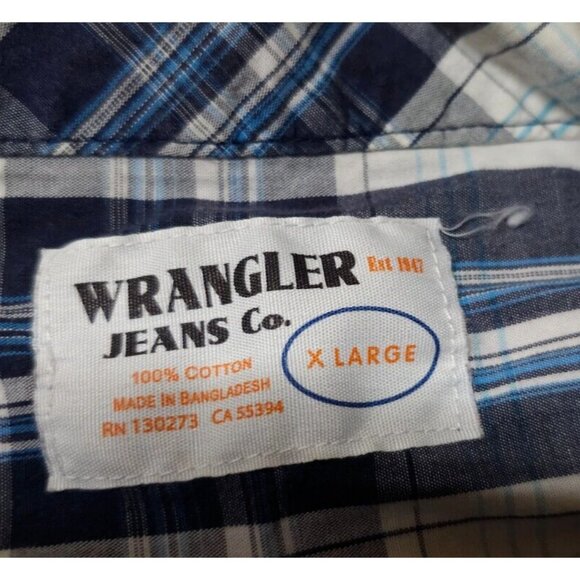 WRANGLER Est 1947
JEANS Co.
X LARGE
100% COTTON
MADE IN BANGLADESH
RN 130273 CA 55394